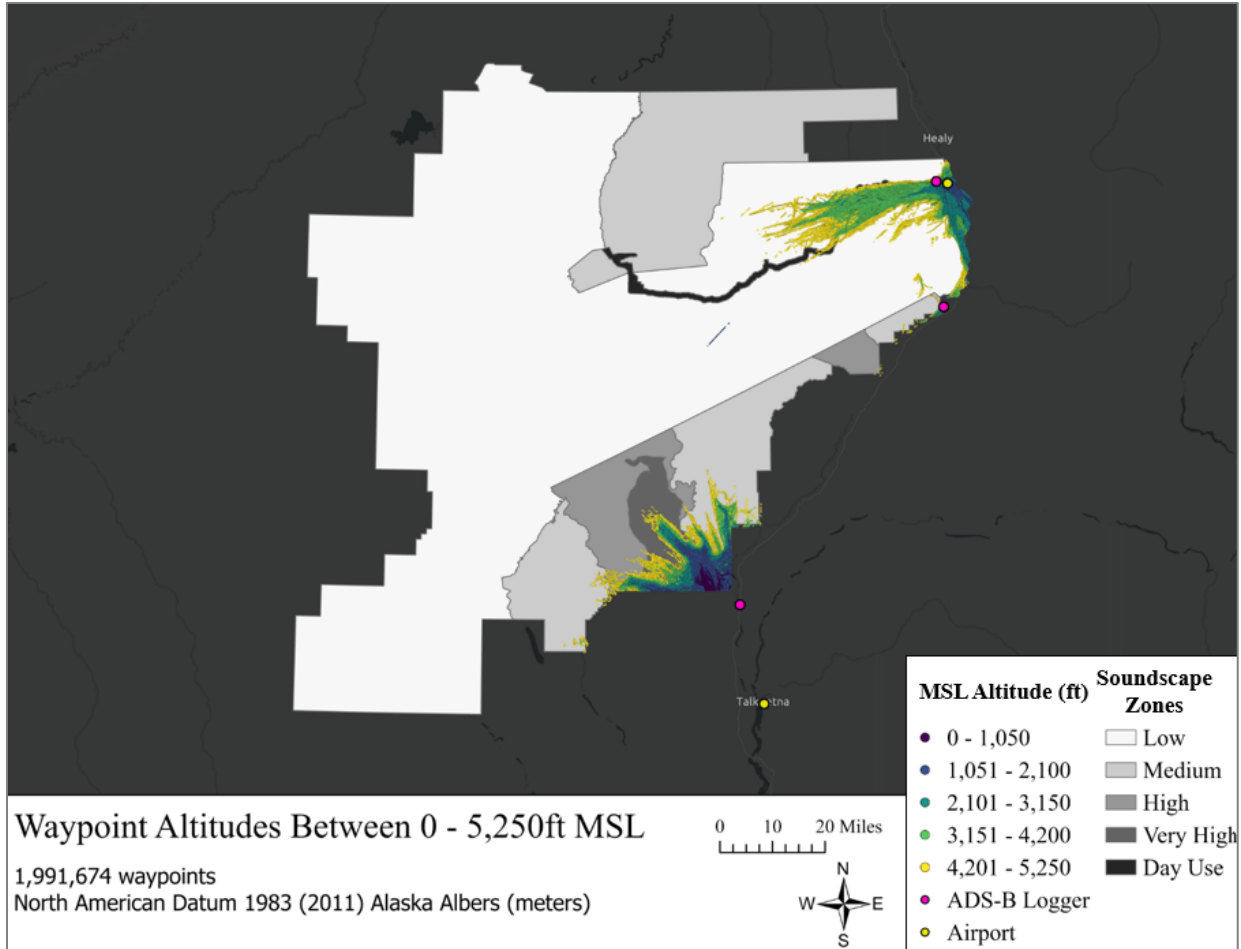 Healy
Talkeetna
Waypoint Altitudes Between 0 - 5,250ft MSL
1,991,674 waypoints
North American Datum 1983 (2011) Alaska Albers (meters)
0 10 20 Miles
N
W E
S
MSL Altitude (ft)
0 - 1,050
1,051 - 2,100
2,101 - 3,150
3,151 - 4,200
4,201 - 5,250
ADS-B Logger
Airport
Soundscape
Zones
Low
Medium
High
Very High
Day Use